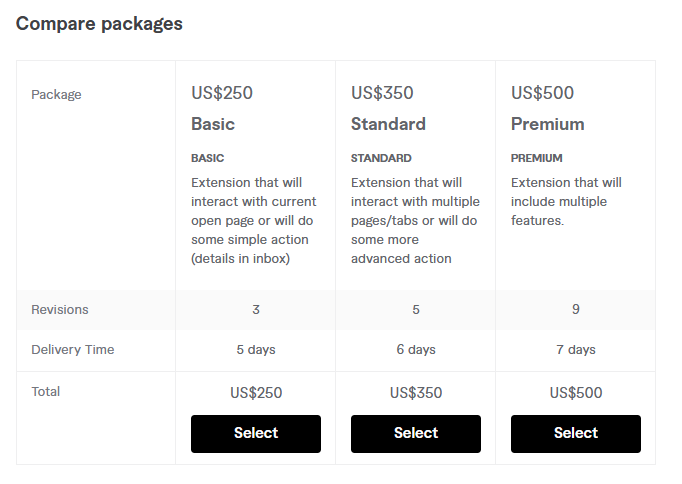 Compare packages
Package
US$250
Basic
BASIC
Extension that will
interact with current
open page or will do
some simple action
(details in inbox)
US$350
Standard
STANDARD
Extension that will
interact with multiple
pages/tabs or will do
some more
advanced action
US$500
Premium
PREMIUM
Extension that will
include multiple
features.
Revisions 3 5 9
Delivery Time 5 days 6 days 7 days
Total US$250 US$350 US$500
Select Select Select